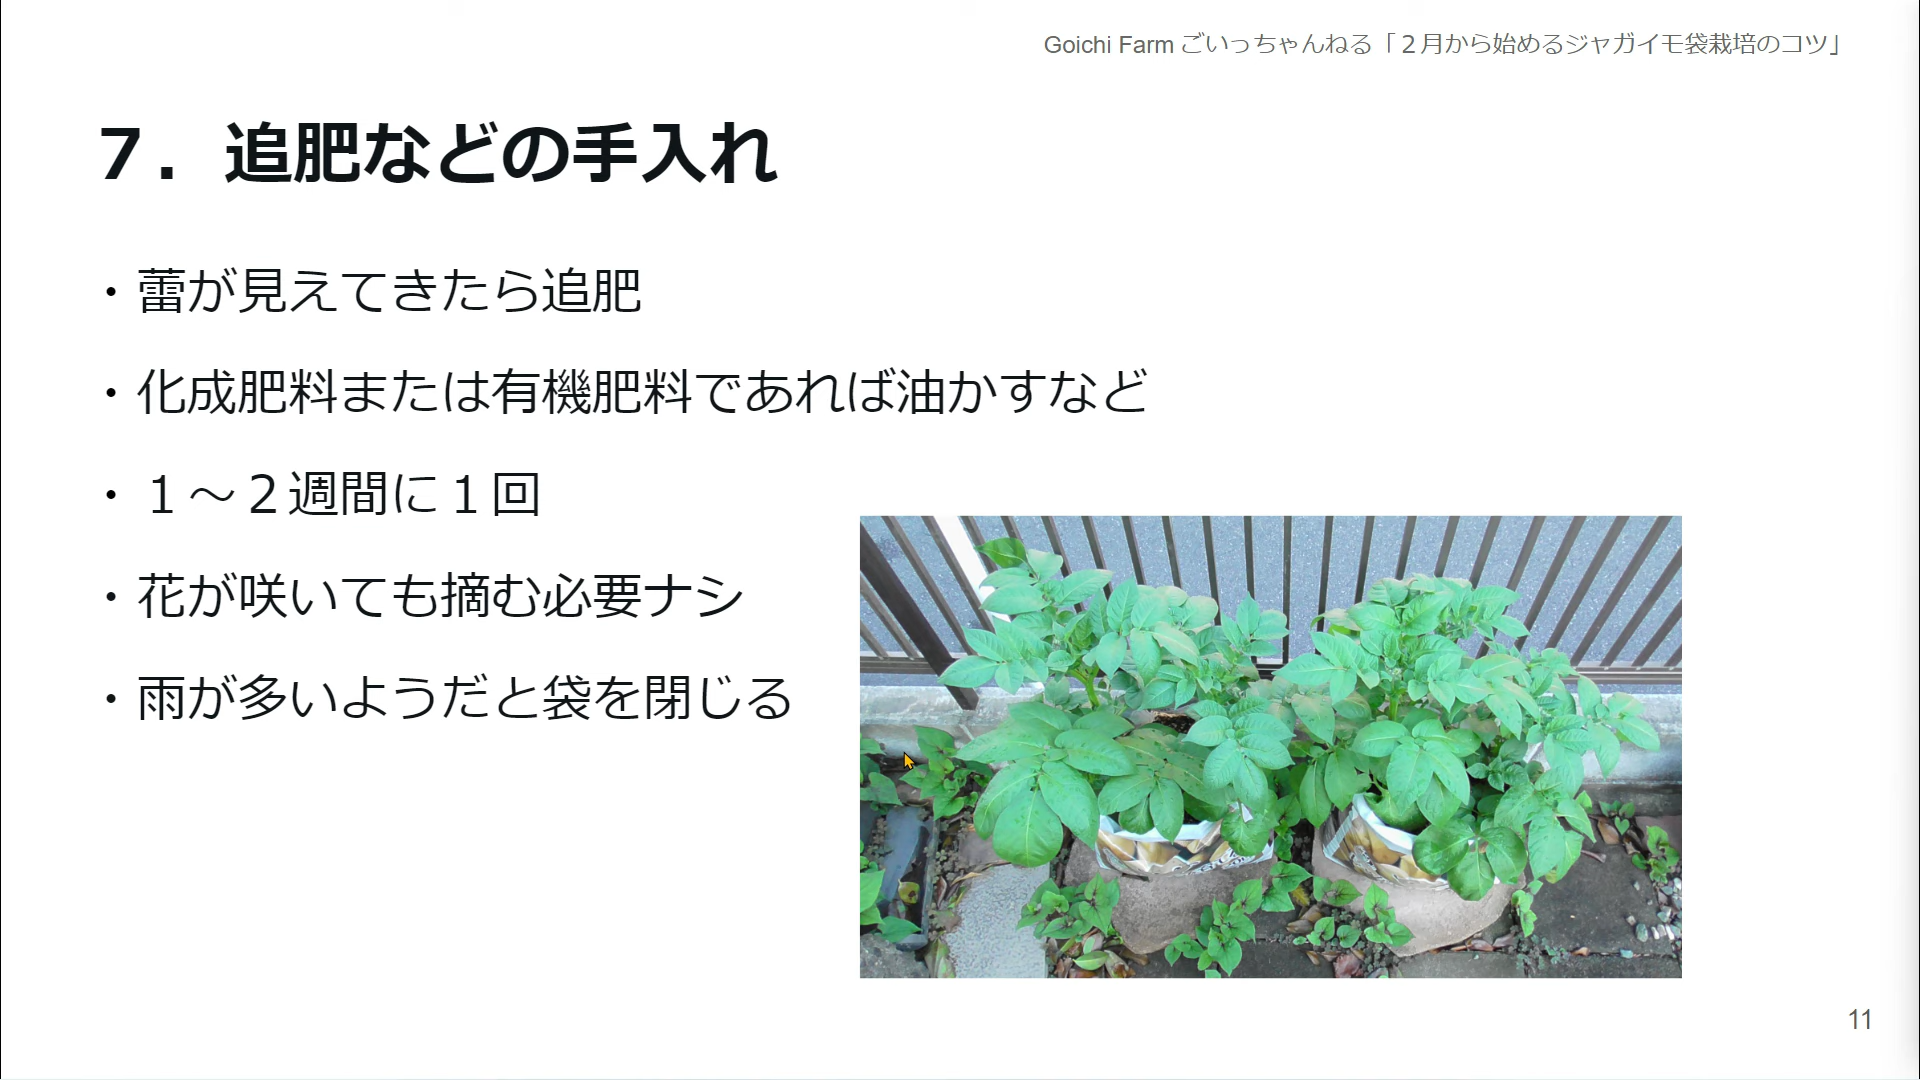 Goichi Farm ごいっちゃんねる「２月から始めるジャガイモ袋栽培のコツ」
７．追肥などの手入れ
・蕾が見えてきたら追肥
・化成肥料または有機肥料であれば油かすなど
・１～２週間に１回
・花が咲いても摘む必要ナシ
・雨が多いようだと袋を閉じる
11